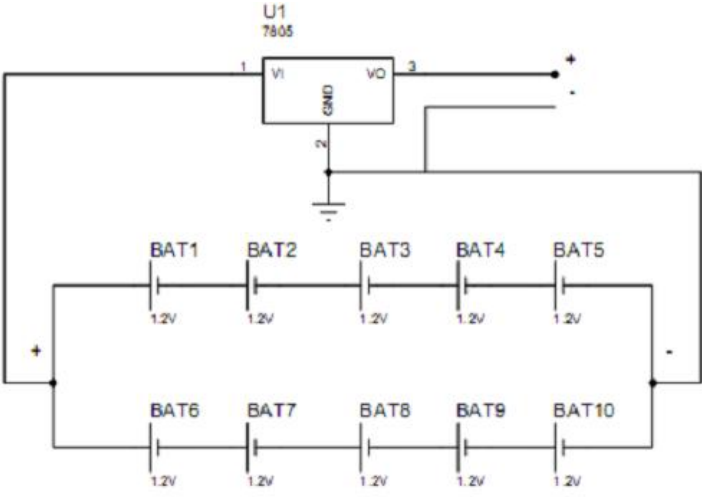 U1
7805
1 VI VO 3 +
GND
-
2
BAT1 BAT2 BAT3 BAT4 BAT5
1.2V 1.2V 1.2V 1.2V 1.2V
+ -
BAT6 BAT7 BAT8 BAT9 BAT10
1.2V 1.2V 1.2V 1.2V 1.2V